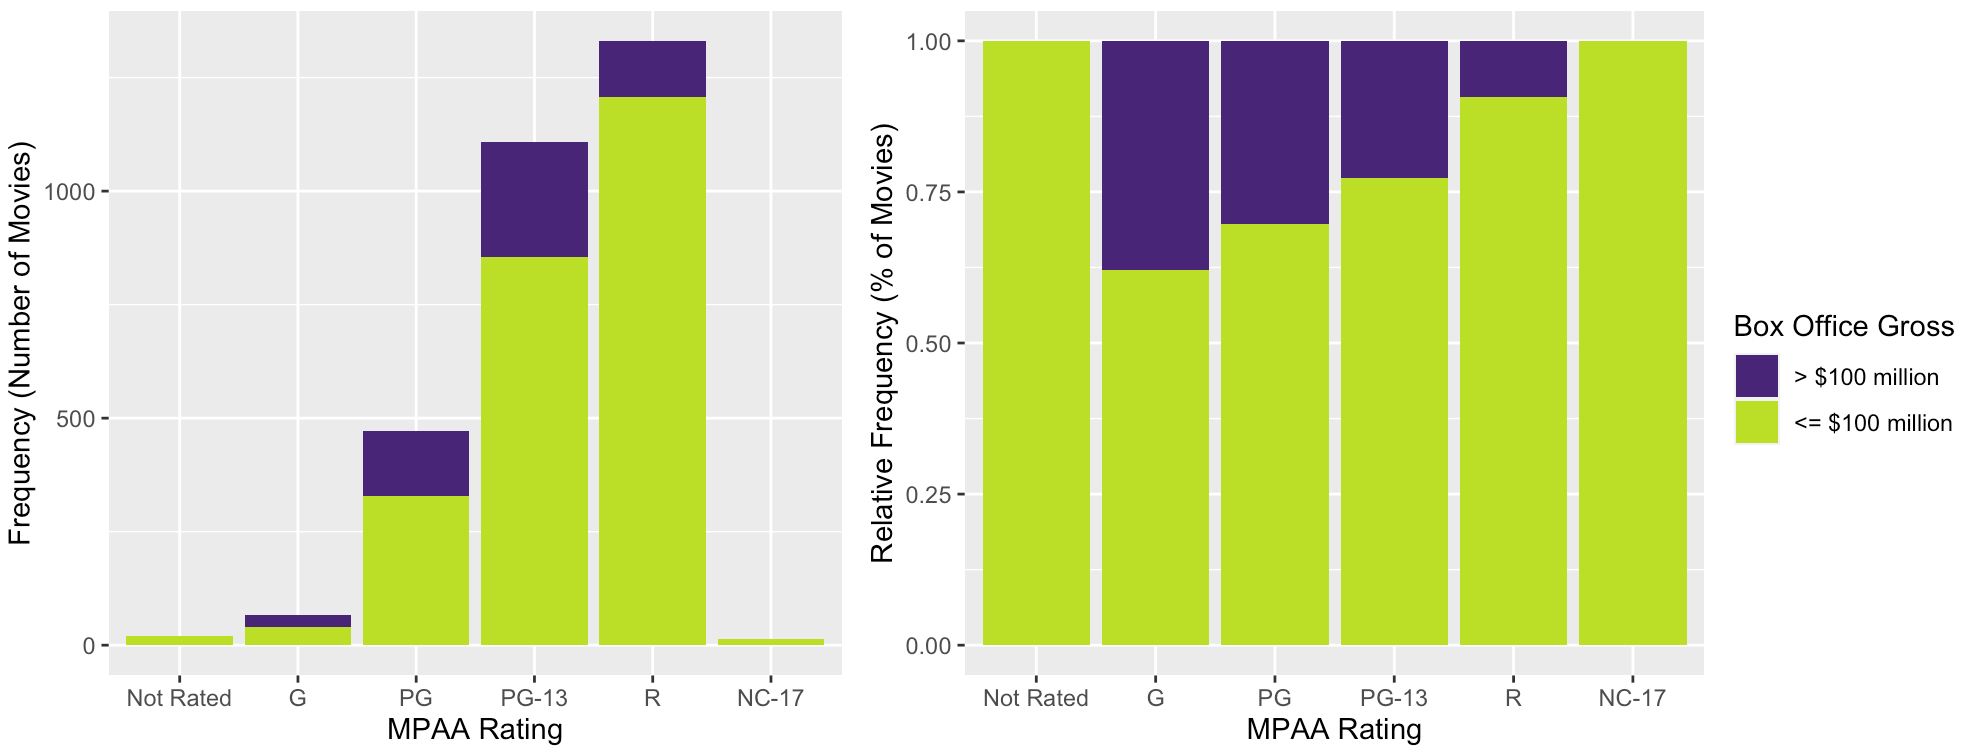 Frequency (Number of Movies)
1000
500
0
Not Rated G PG PG-13 R NC-17
MPAA Rating
Relative Frequency (% of Movies)
1.00
0.75
0.50
0.25
0.00
Not Rated G PG PG-13 R NC-17
MPAA Rating
Box Office Gross
> $100 million
<= $100 million